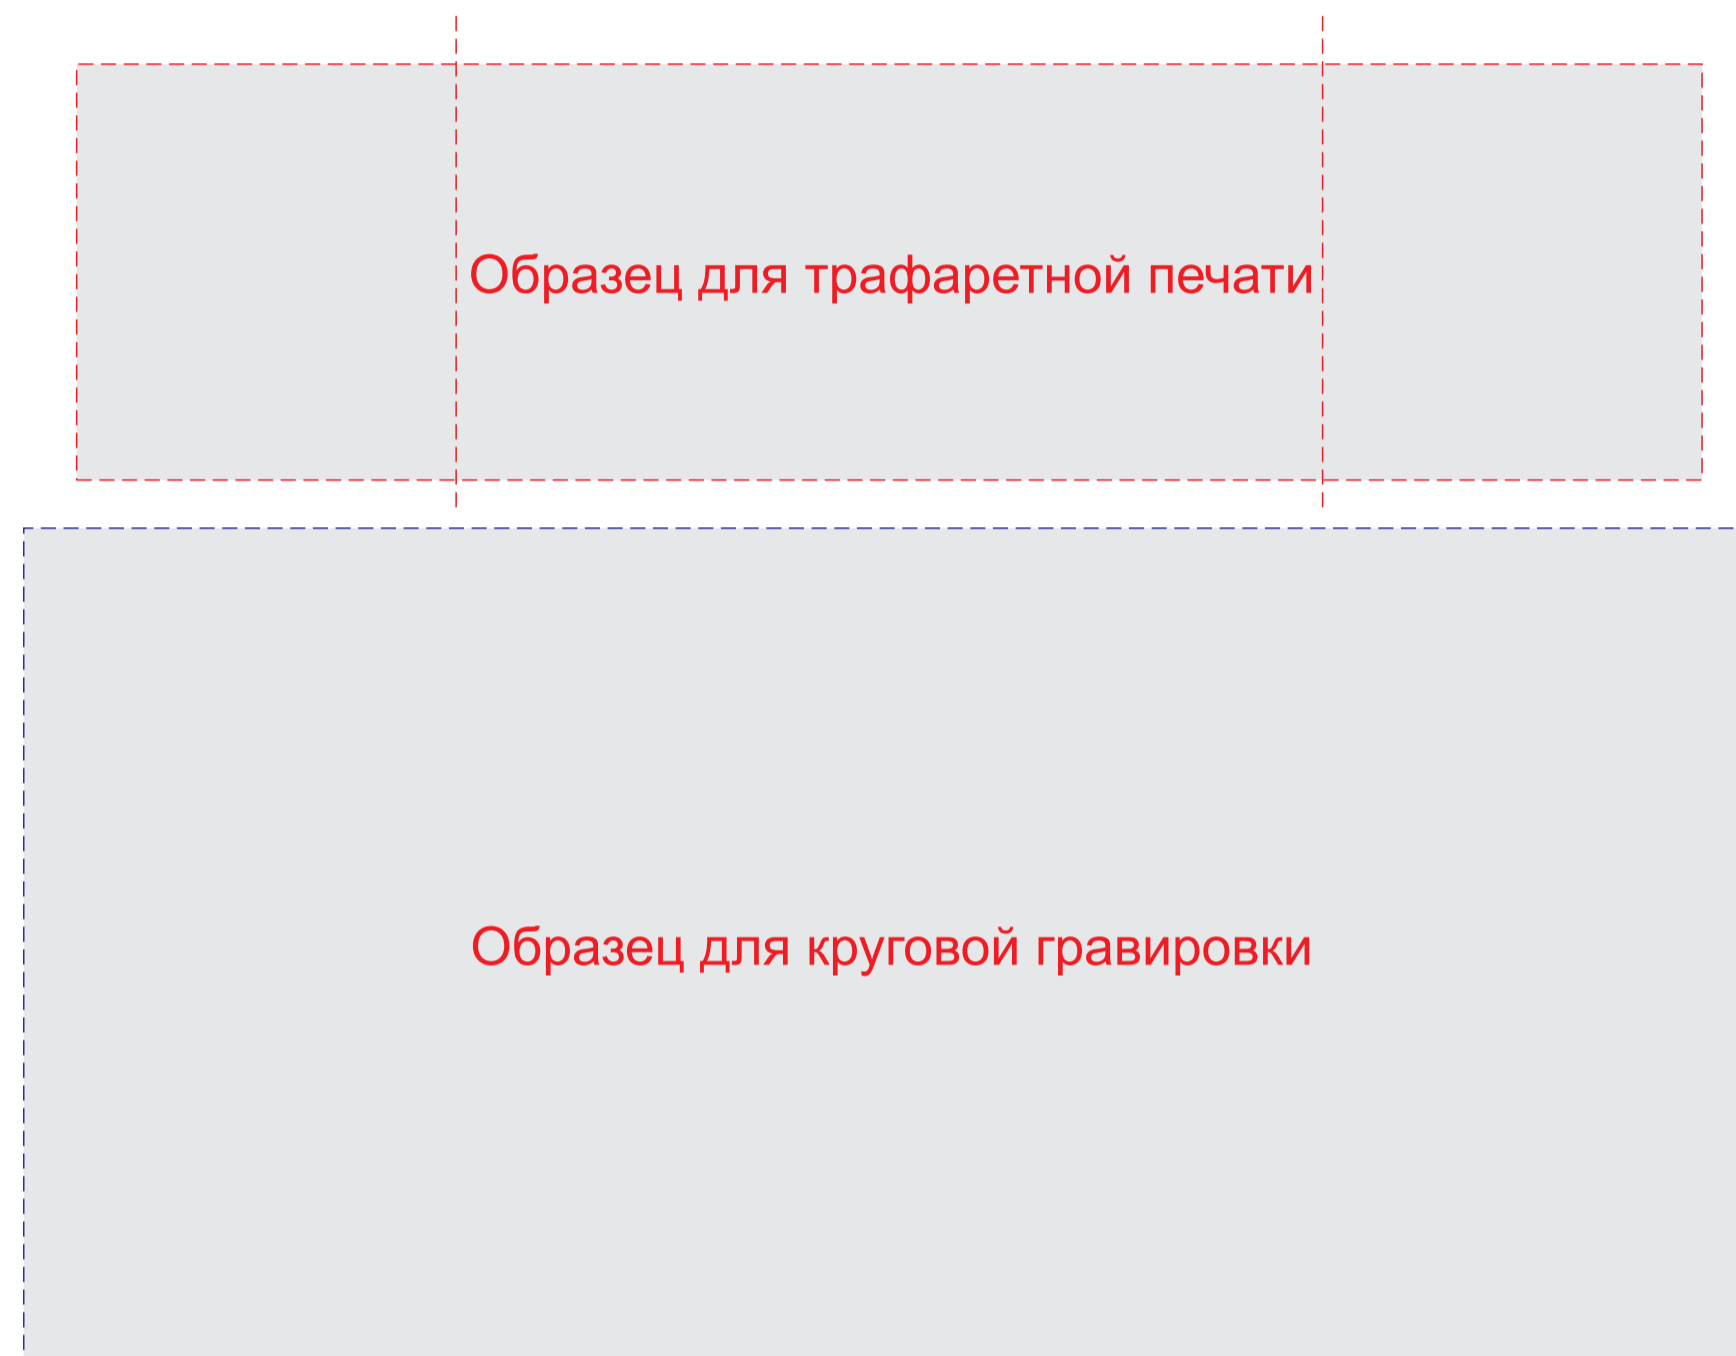 Образец для трафаретной печати
Образец для круговой гравировки